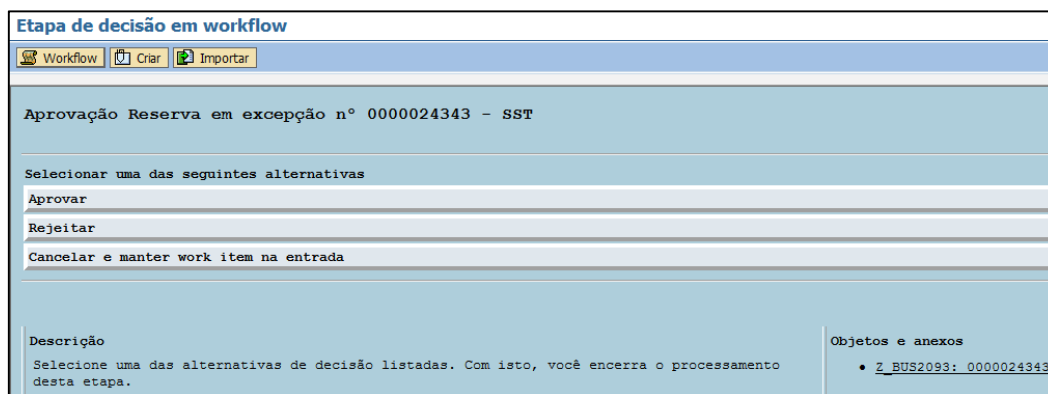 Etapa de decisão em workflow
Workflow Criar Importar
Aprovação Reserva em excepção nº 0000024343 - SST
Selecionar uma das seguintes alternativas
Aprovar
Rejeitar
Cancelar e manter work item na entrada
Descrição
Selecione uma das alternativas de decisão listadas. Com isto, você encerra o processamento
desta etapa.
Objetos e anexos
• Z_BUS2093: 0000024343